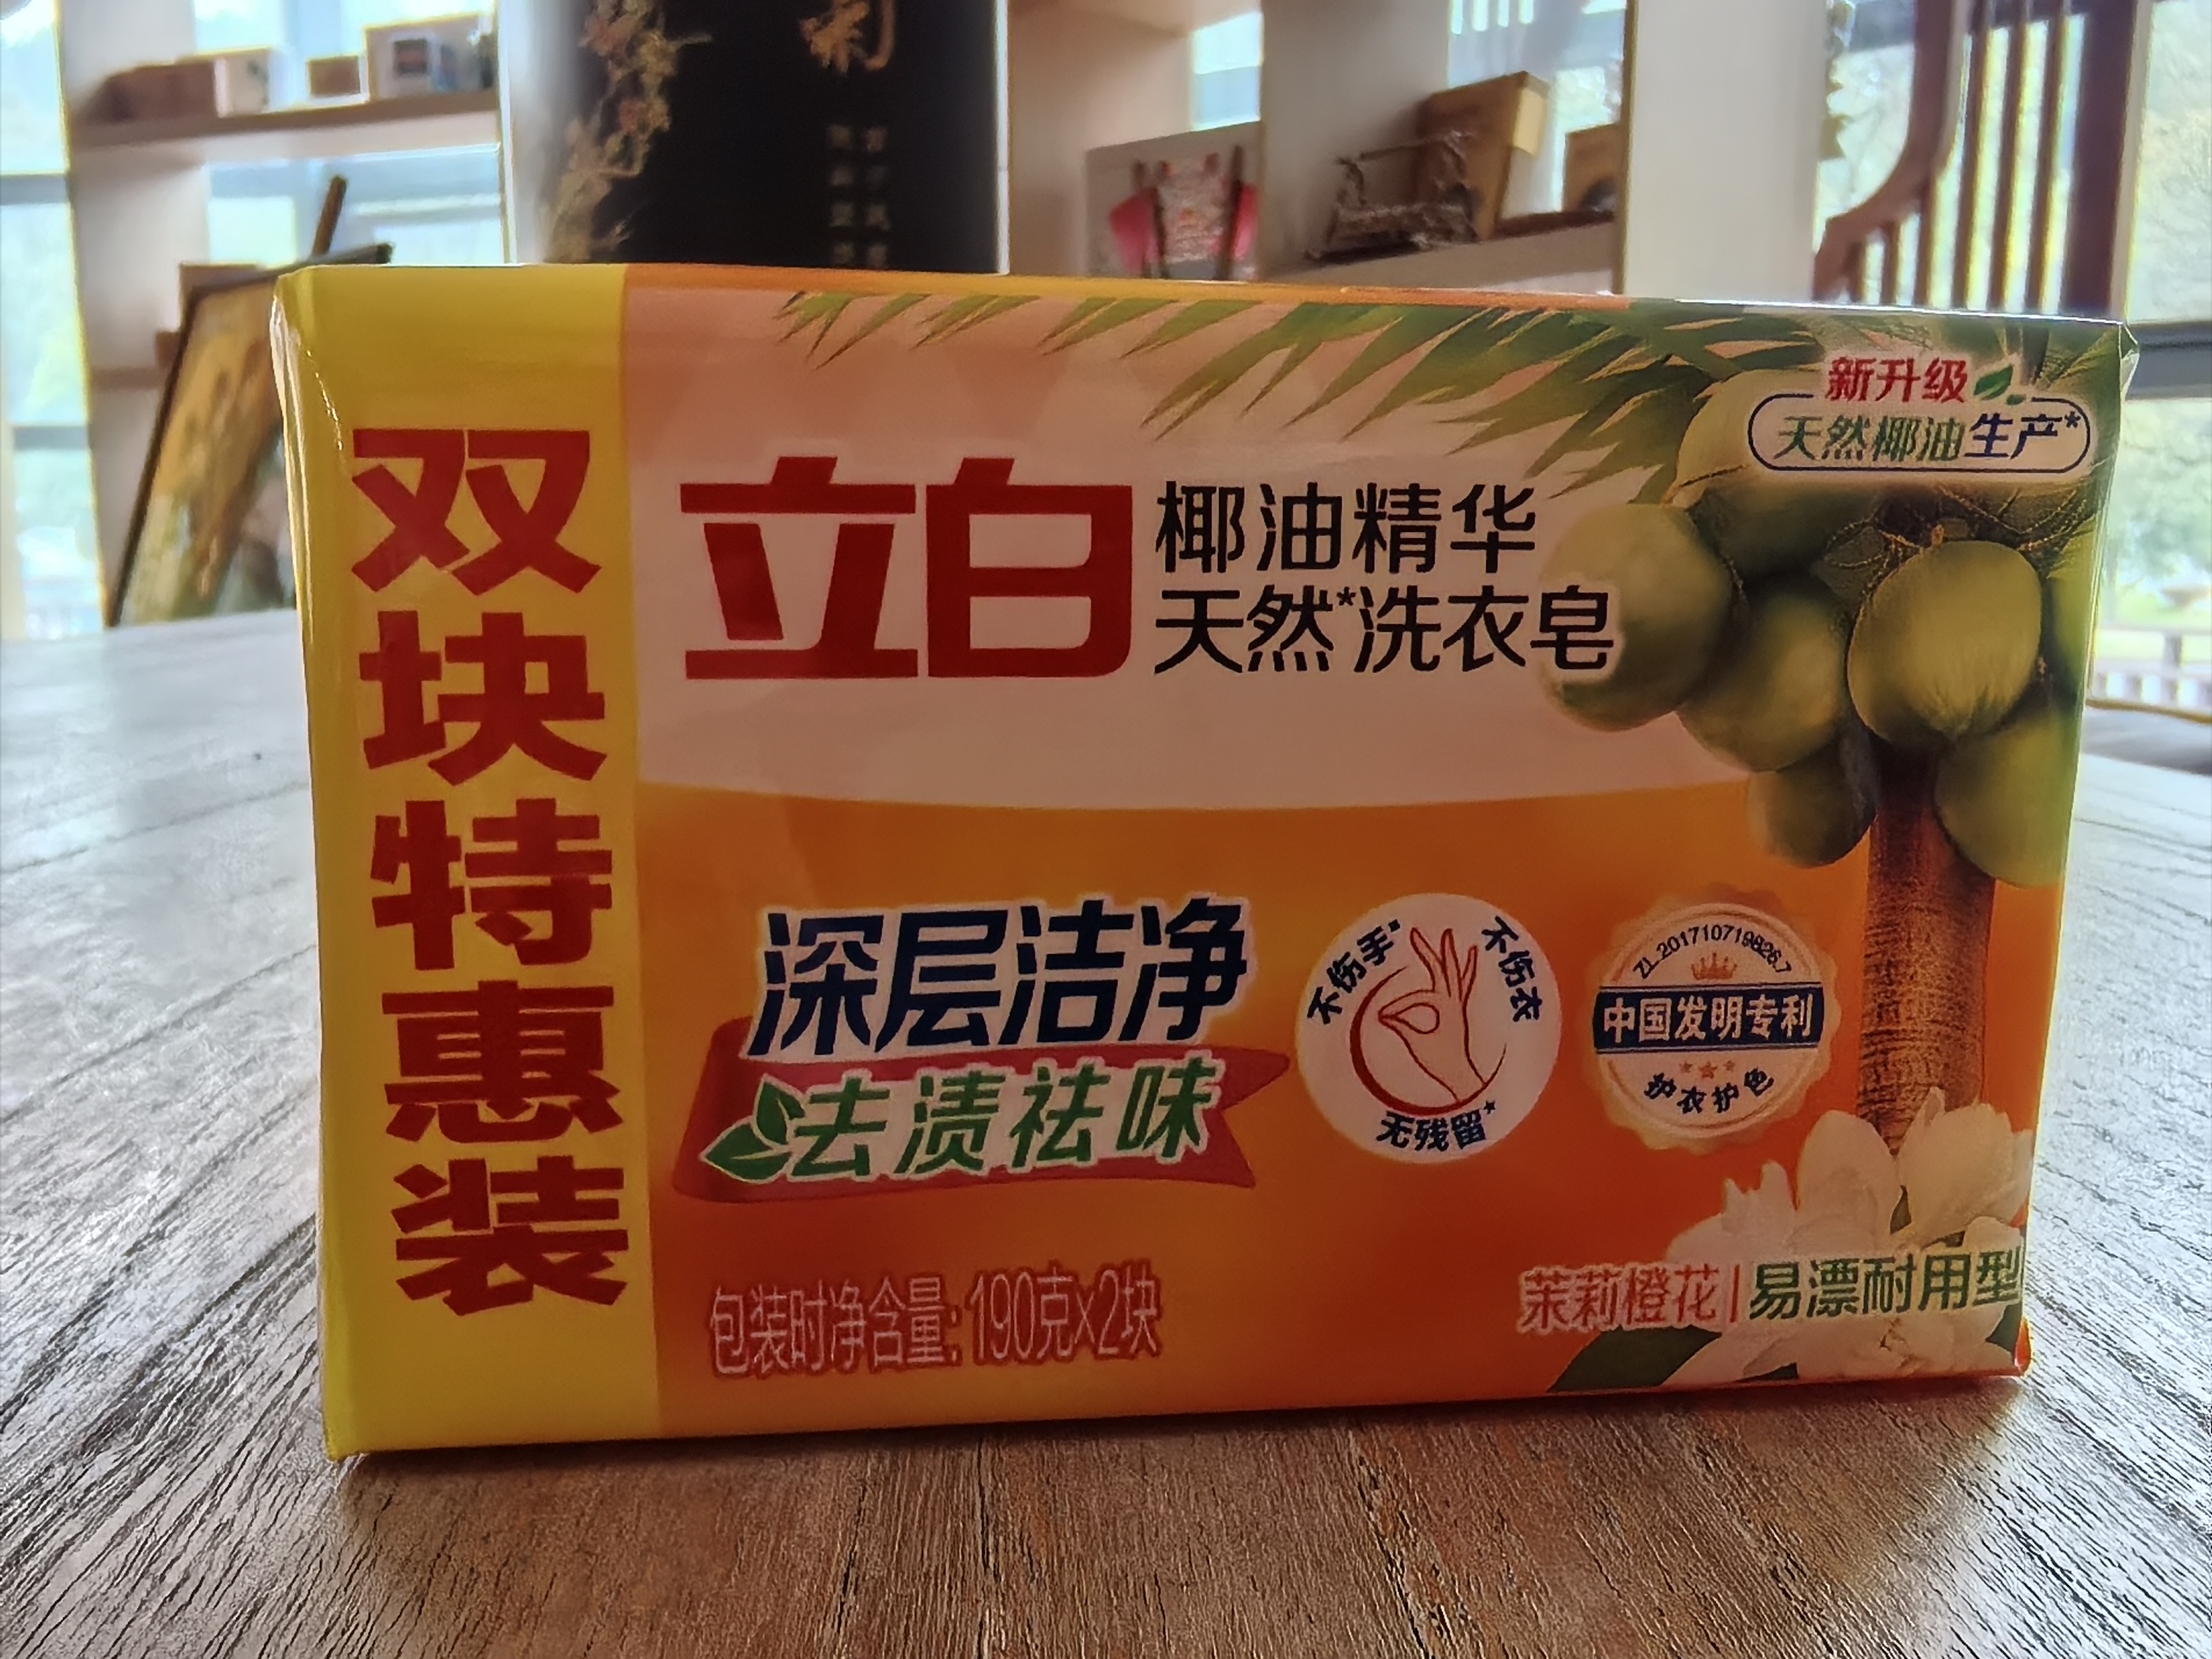 菊
双块特惠装
立白
椰油精华
天然*洗衣皂
新升级
天然椰油生产*
深层洁净
去渍祛味
不伤手*
不伤衣
无残留*
ZL 201710719826.7
中国发明专利
护衣护色
包装时净含量: 190克×2块
茉莉橙花|易漂耐用型